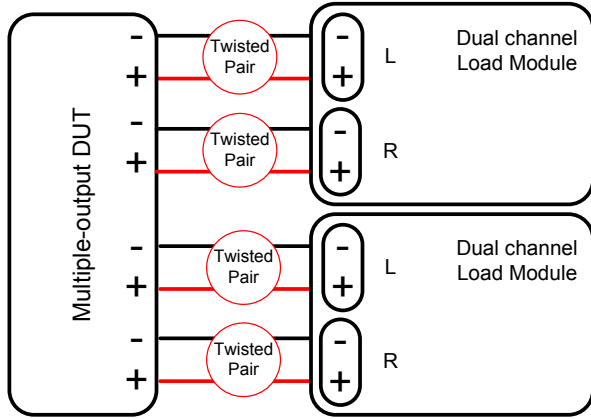 Multiple-output DUT
-
+
-
+
-
+
-
+
Twisted
Pair
Twisted
Pair
Twisted
Pair
Twisted
Pair
-
+
L
-
+
R
Dual channel
Load Module
-
+
L
-
+
R
Dual channel
Load Module